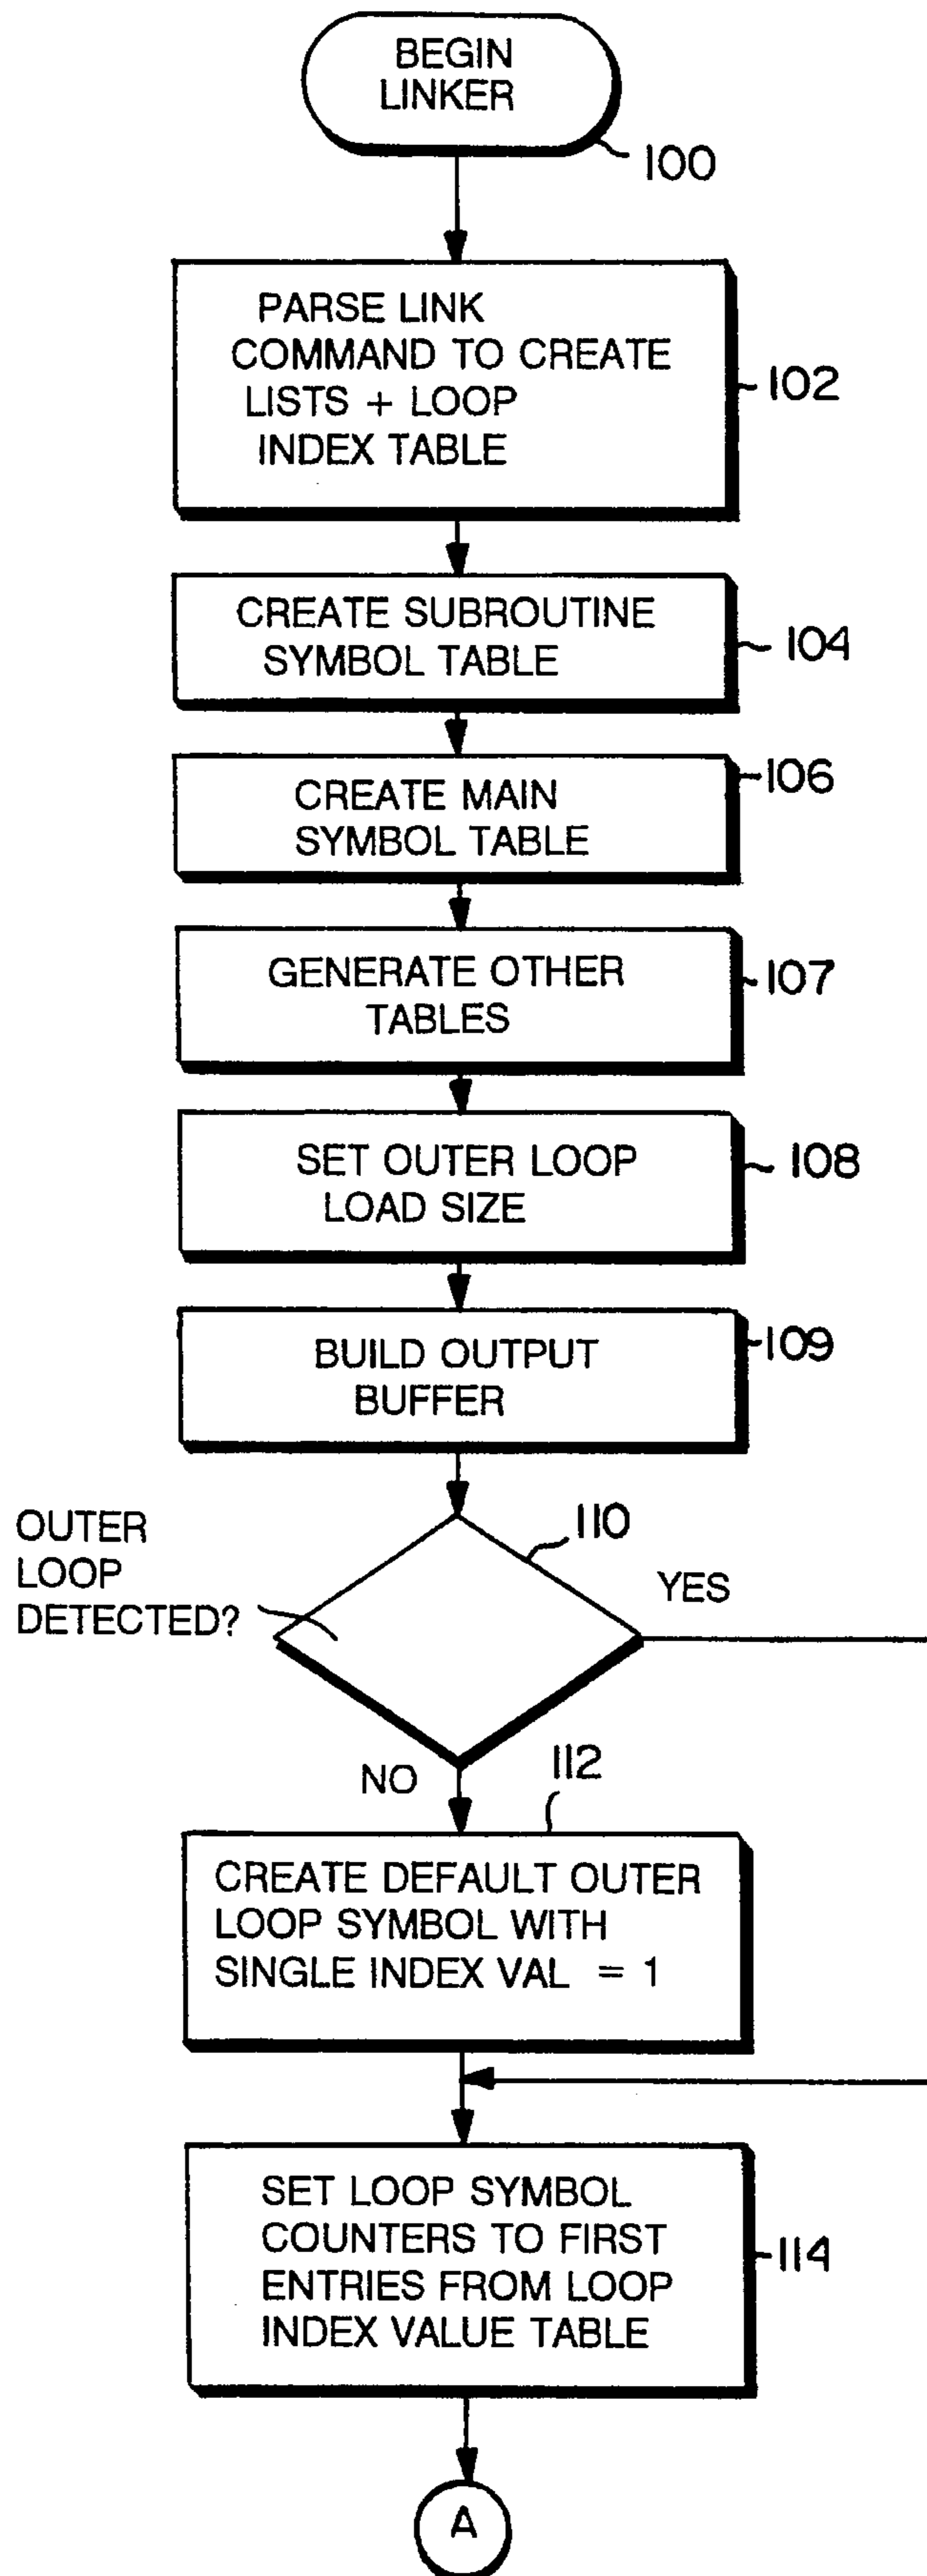 BEGIN
LINKER
100
PARSE LINK
COMMAND TO CREATE
LISTS + LOOP
INDEX TABLE
102
CREATE SUBROUTINE
SYMBOL TABLE
104
CREATE MAIN
SYMBOL TABLE
106
GENERATE OTHER
TABLES
107
SET OUTER LOOP
LOAD SIZE
108
BUILD OUTPUT
BUFFER
109
OUTER
LOOP
DETECTED?
110
YES
NO
112
CREATE DEFAULT OUTER
LOOP SYMBOL WITH
SINGLE INDEX VAL = 1
SET LOOP SYMBOL
COUNTERS TO FIRST
ENTRIES FROM LOOP
INDEX VALUE TABLE
114
A